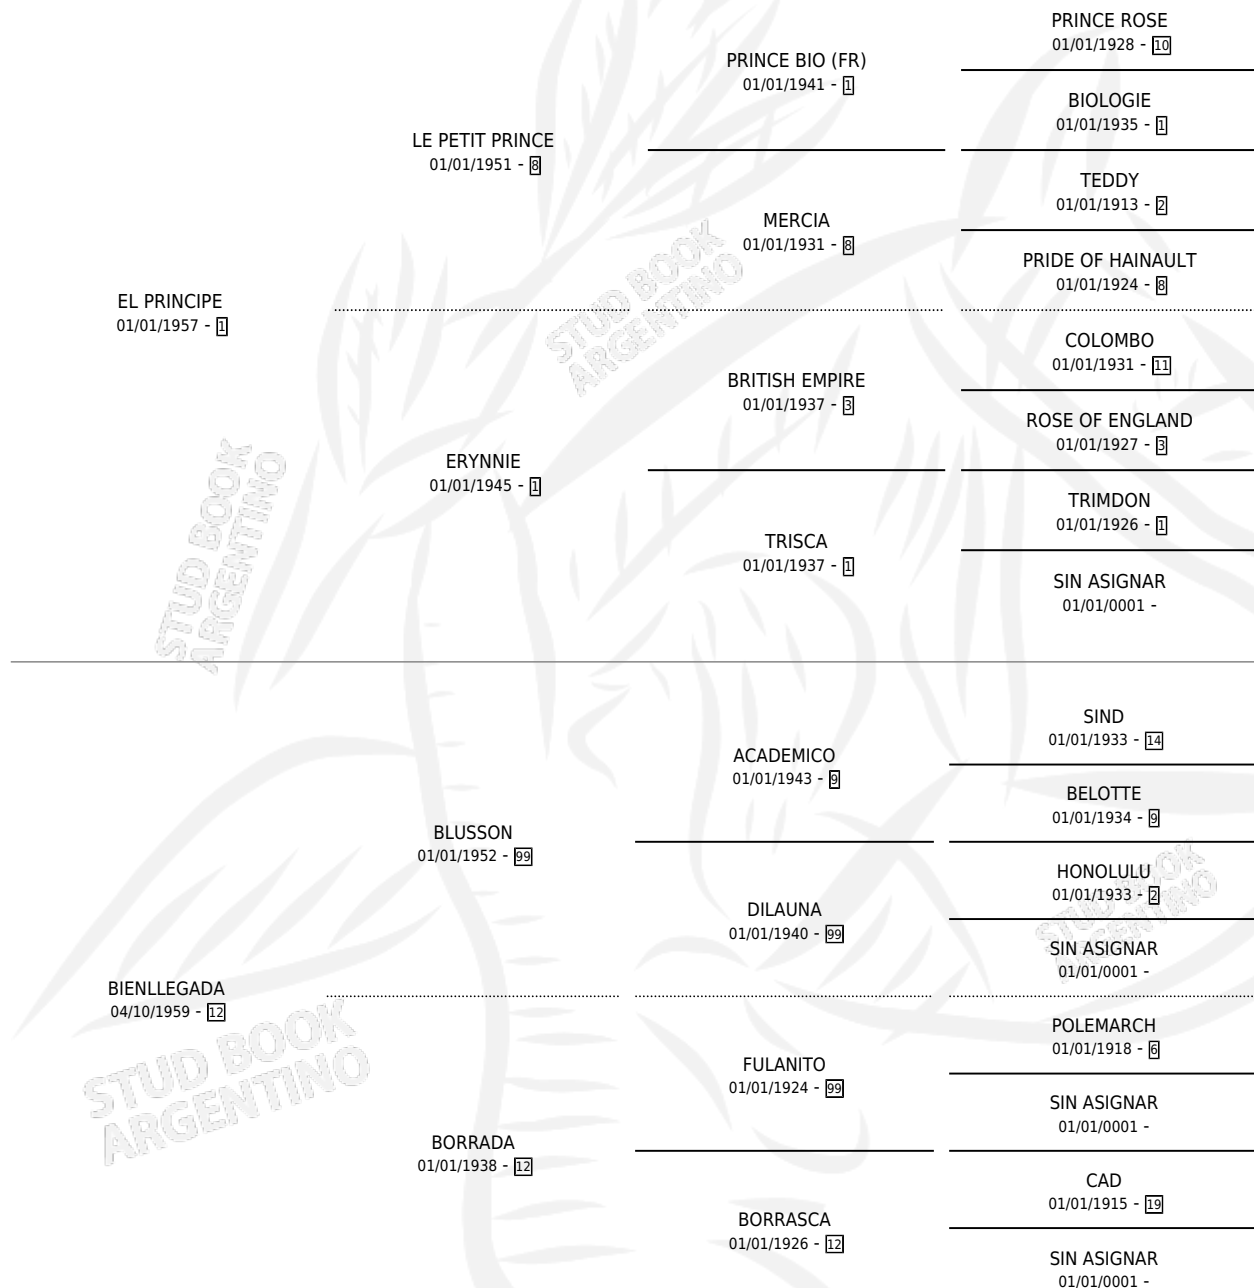 PRINCE ROSE
01/01/1928 - 10
PRINCE BIO (FR)
01/01/1941 - 1
BIOLOGIE
01/01/1935 - 1
LE PETIT PRINCE
01/01/1951 - 8
TEDDY
01/01/1913 - 2
MERCIA
01/01/1931 - 8
PRIDE OF HAINAULT
01/01/1924 - 8
EL PRINCIPE
01/01/1957 - 1
COLOMBO
01/01/1931 - 11
BRITISH EMPIRE
01/01/1937 - 3
ROSE OF ENGLAND
01/01/1927 - 3
ERYNNIE
01/01/1945 - 1
TRIMDON
01/01/1926 - 1
TRISCA
01/01/1937 - 1
SIN ASIGNAR
01/01/0001 -
STUD BOOK
ARGENTINO
STUD BOOK
ARGENTINO
SIND
01/01/1933 - 14
ACADEMICO
01/01/1943 - 9
BELOTTE
01/01/1934 - 9
BLUSSON
01/01/1952 - 99
HONOLULU
01/01/1933 - 2
DILAUNA
01/01/1940 - 99
SIN ASIGNAR
01/01/0001 -
BIENLLEGADA
04/10/1959 - 12
POLEMARCH
01/01/1918 - 6
FULANITO
01/01/1924 - 99
SIN ASIGNAR
01/01/0001 -
BORRADA
01/01/1938 - 12
CAD
01/01/1915 - 19
BORRASCA
01/01/1926 - 12
SIN ASIGNAR
01/01/0001 -
STUD BOOK
ARGENTINO
STUD BOOK
ARGENTINO